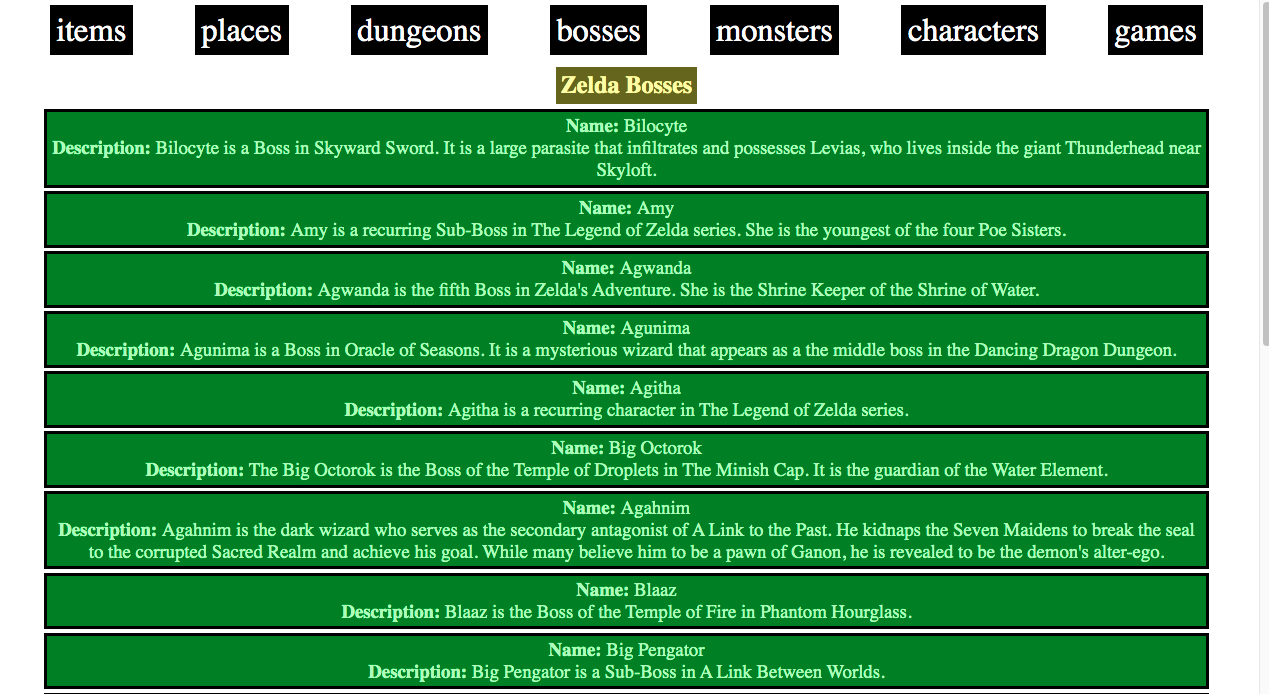 items places dungeons bosses monsters characters games
Zelda Bosses
Name: Bilocyte
Description: Bilocyte is a Boss in Skyward Sword. It is a large parasite that infiltrates and possesses Levias, who lives inside the giant Thunderhead near
Skyloft.
Name: Amy
Description: Amy is a recurring Sub-Boss in The Legend of Zelda series. She is the youngest of the four Poe Sisters.
Name: Agwanda
Description: Agwanda is the fifth Boss in Zelda's Adventure. She is the Shrine Keeper of the Shrine of Water.
Name: Agunima
Description: Agunima is a Boss in Oracle of Seasons. It is a mysterious wizard that appears as a the middle boss in the Dancing Dragon Dungeon.
Name: Agitha
Description: Agitha is a recurring character in The Legend of Zelda series.
Name: Big Octorok
Description: The Big Octorok is the Boss of the Temple of Droplets in The Minish Cap. It is the guardian of the Water Element.
Name: Agahnim
Description: Agahnim is the dark wizard who serves as the secondary antagonist of A Link to the Past. He kidnaps the Seven Maidens to break the seal
to the corrupted Sacred Realm and achieve his goal. While many believe him to be a pawn of Ganon, he is revealed to be the demon's alter-ego.
Name: Blaaz
Description: Blaaz is the Boss of the Temple of Fire in Phantom Hourglass.
Name: Big Pengator
Description: Big Pengator is a Sub-Boss in A Link Between Worlds.